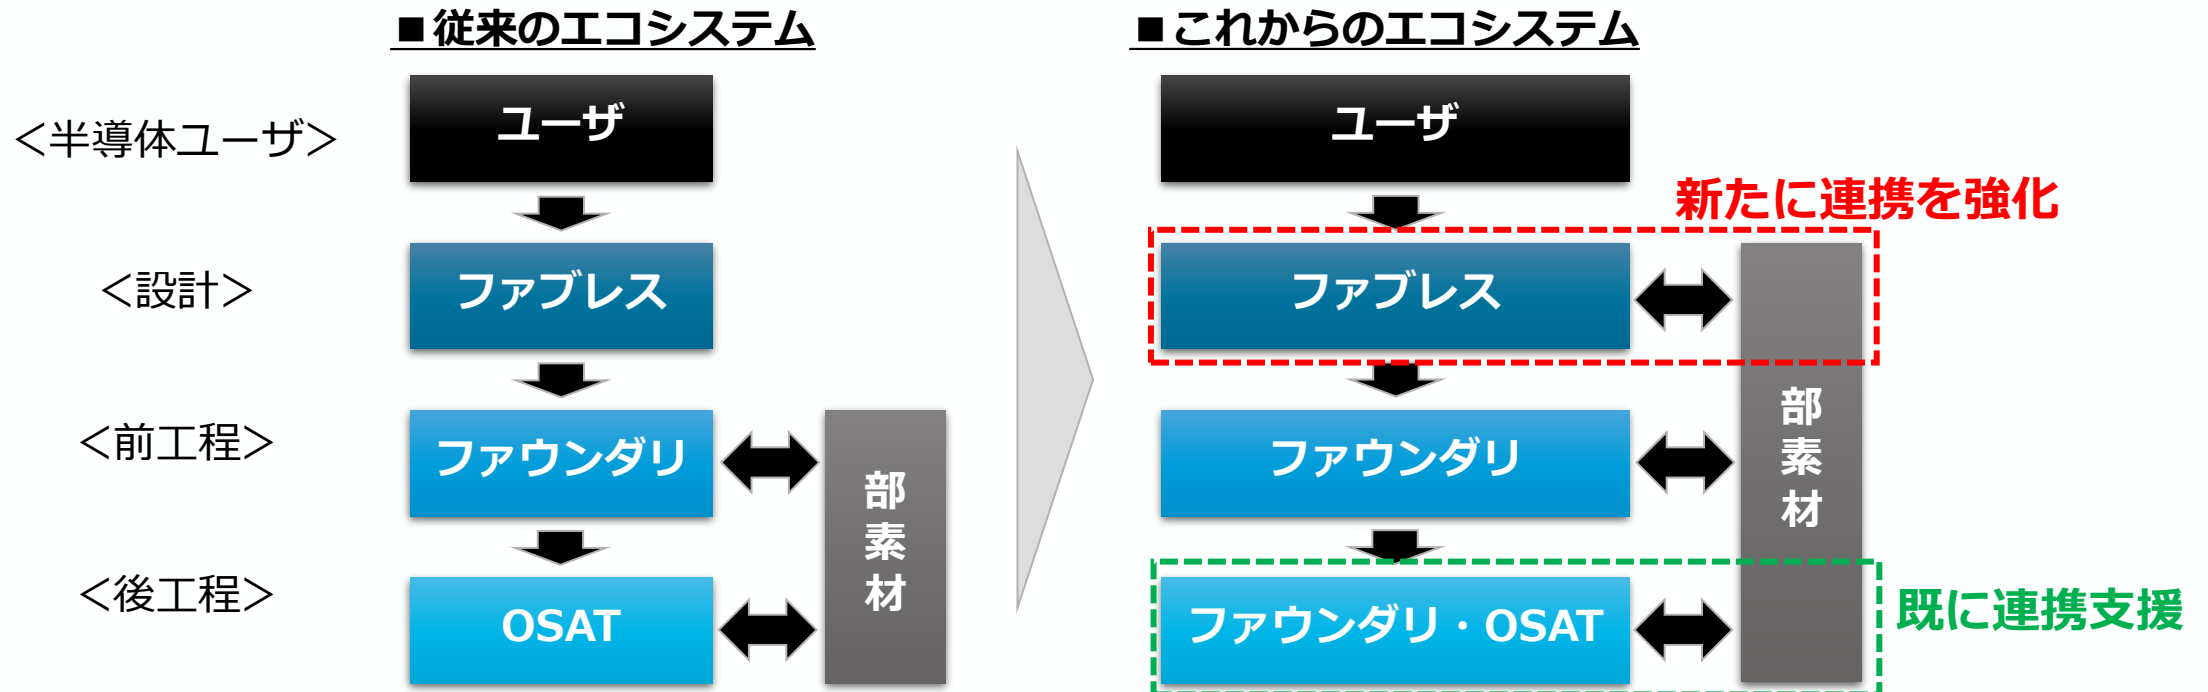 ■従来のエコシステム
■これからのエコシステム
＜半導体ユーザ＞
ユーザ
ユーザ
新たに連携を強化
＜設計＞
ファブレス
ファブレス
＜前工程＞
ファウンダリ
ファウンダリ
部素材
部素材
＜後工程＞
OSAT
ファウンダリ・OSAT
既に連携支援